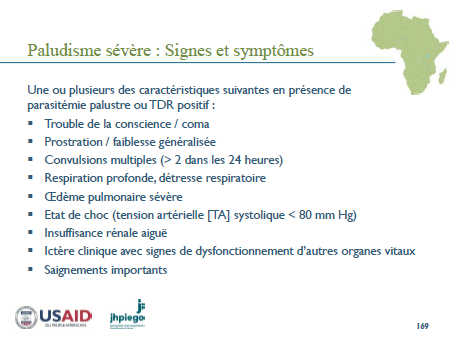 Paludisme sévère : Signes et symptômes
Une ou plusieurs des caractéristiques suivantes en présence de
parasitémie palustre ou TDR positif :
▪ Trouble de la conscience / coma
▪ Prostration / faiblesse généralisée
▪ Convulsions multiples (> 2 dans les 24 heures)
▪ Respiration profonde, détresse respiratoire
▪ Œdème pulmonaire sévère
▪ Etat de choc (tension artérielle [TA] systolique < 80 mm Hg)
▪ Insuffisance rénale aiguë
▪ Ictère clinique avec signes de dysfonctionnement d’autres organes vitaux
▪ Saignements importants
USAID
jhpiego
169